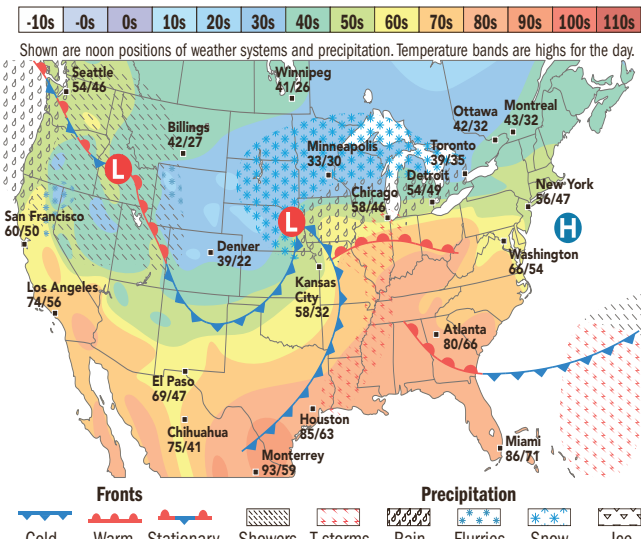 -10s -0s 0s 10s 20s 30s 40s 50s 60s 70s 80s 90s 100s 110s
Shown are noon positions of weather systems and precipitation. Temperature bands are highs for the day.
Seattle
54/46
Winnipeg
41/26
Billings
42/27
Minneapolis
33/30
Ottawa
42/32
Montreal
43/32
Toronto
39/35
Detroit
54/49
Chicago
58/46
New York
56/47
L
L
H
San Francisco
60/50
Denver
39/22
Washington
66/54
Kansas
City
58/32
Los Angeles
74/56
Atlanta
80/66
El Paso
69/47
Houston
85/63
Chihuahua
75/41
Monterrey
93/59
Miami
86/71
Fronts
Precipitation
Cold Warm Stationary Showers T-storms Rain Flurries Snow Ice